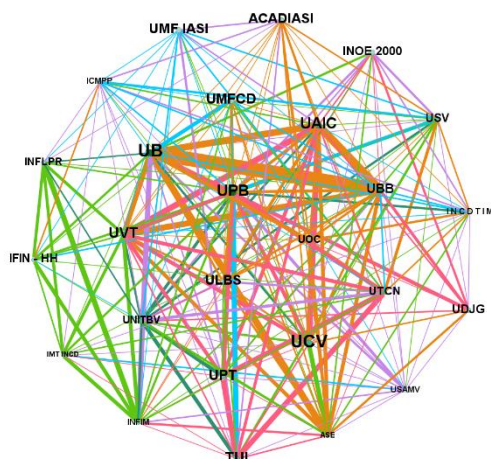 ACADIASI
UMF IASI
INOE 2000
ICMPP
UMFCD
USV
UAIC
UB
INFLPR
UPB
UBB
INCDTIM
UVT
UOC
IFIN - HH
ULBS
UTCN
UDJG
UNITBV
UCV
IMT INCD
UPT
USAMV
INFIM
ASE
TUI